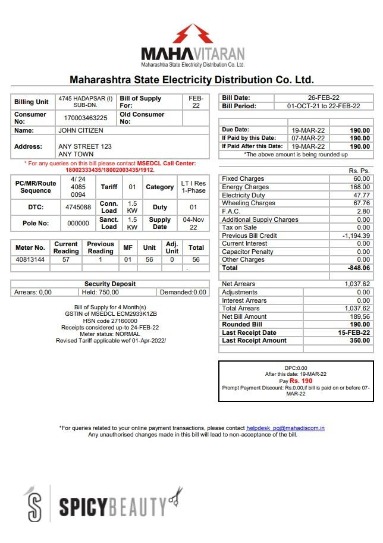 MAHAVITARAN
Maharashtra State Electricity Distribution Co. Ltd.
Maharashtra State Electricity Distribution Co. Ltd.
Billing Unit 4745 HADAPSAR (I) SUB-DN. Bill of Supply For: FEB-22
Consumer No: 170003463225 Old Consumer No:
Name: JOHN CITIZEN
Address: ANY STREET 123
ANY TOWN
* For any queries on this bill please contact MSEDCL Call Center:
18002333435/18002003435/1912.
PC/MR/Route Sequence 4/ 24 4085 0094 Tariff 01 Category LT I Res 1-Phase
DTC: 4745088 Conn. Load 1.5 KW Duty 01
Pole No: 000000 Sanct. Load 1.5 KW Supply Date 04-Nov 22
Meter No. Current Reading Previous Reading MF Unit Adj. Unit Total
40813144 57 1 01 56 0 56
Security Deposit
Arrears: 0,00 Held: 750,00 Demanded:0.00
Bill of Supply for 4 Month(s)
GSTIN of MSEDCL ECM2933K1ZB
HSN code 27160000
Receipts considered up to 24-FEB-22
Meter status: NORMAL
Revised Tariff applicable wef 01-Apr-2022/
Bill Date: 26-FEB-22
Bill Period: 01-OCT-21 to 22-FEB-22
Due Date: 19-MAR-22 190.00
If Paid by this Date: 07-MAR-22 190.00
If Paid After this Date: 19-MAR-22 190.00
*The above amount is being rounded up
Rs. Ps.
Fixed Charges 60.00
Energy Charges 168.00
Electricity Duty 47.77
Wheeling Charges 67.76
F.A.C. 2.80
Additional Supply Charges 0.00
Tax on Sale 0.00
Previous Bill Credit -1,194.39
Current Interest 0.00
Capacitor Penalty 0.00
Other Charges 0.00
Total -848.06
Net Arrears 1,037.62
Adjustments 0.00
Interest Arrears 0.00
Total Arrears 1,037.62
Net Bill Amount 189,56
Rounded Bill 190.00
Last Receipt Date 15-FEB-22
Last Receipt Amount 350.00
DPC:0.00
After this date: 19-MAR-22
Pay Rs. 190
Prompt Payment Discount: Rs.0.00,if bill is paid on or before 07-
MAR-22
*For queries related to your online payment transactions, please contact helpdesk_pg@mahadiscom.in
Any unauthorised changes made in this bill will lead to non-acceptance of the bill.
S SPICYBEAUTY